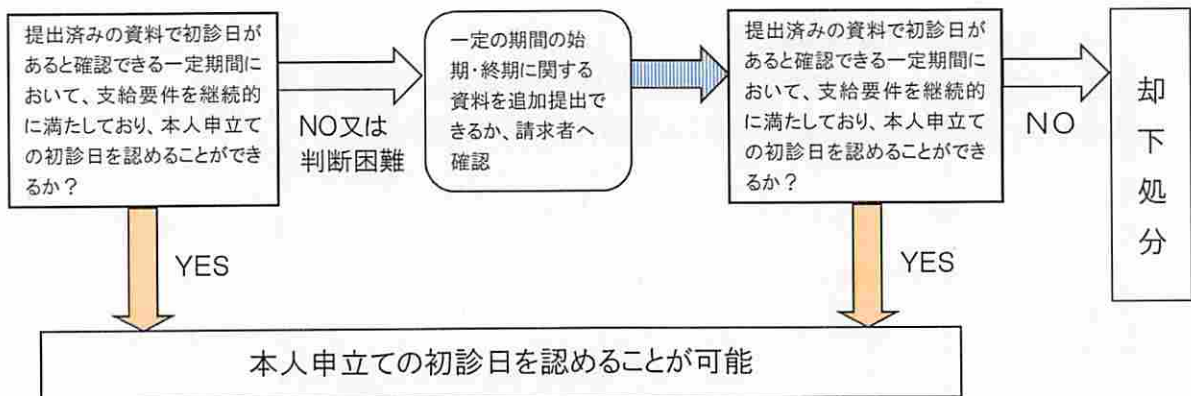 提出済みの資料で初診日が
あると確認できる一定期間に
おいて、支給要件を継続的
に満たしており、本人申立て
の初診日を認めることができ
るか？
NO又は
判断困難
一定の期間の始
期・終期に関する
資料を追加提出で
きるか、請求者へ
確認
提出済みの資料で初診日が
あると確認できる一定期間に
おいて、支給要件を継続的
に満たしており、本人申立て
の初診日を認めることができ
るか？
NO
却
下
処
分
YES
YES
本人申立ての初診日を認めることが可能